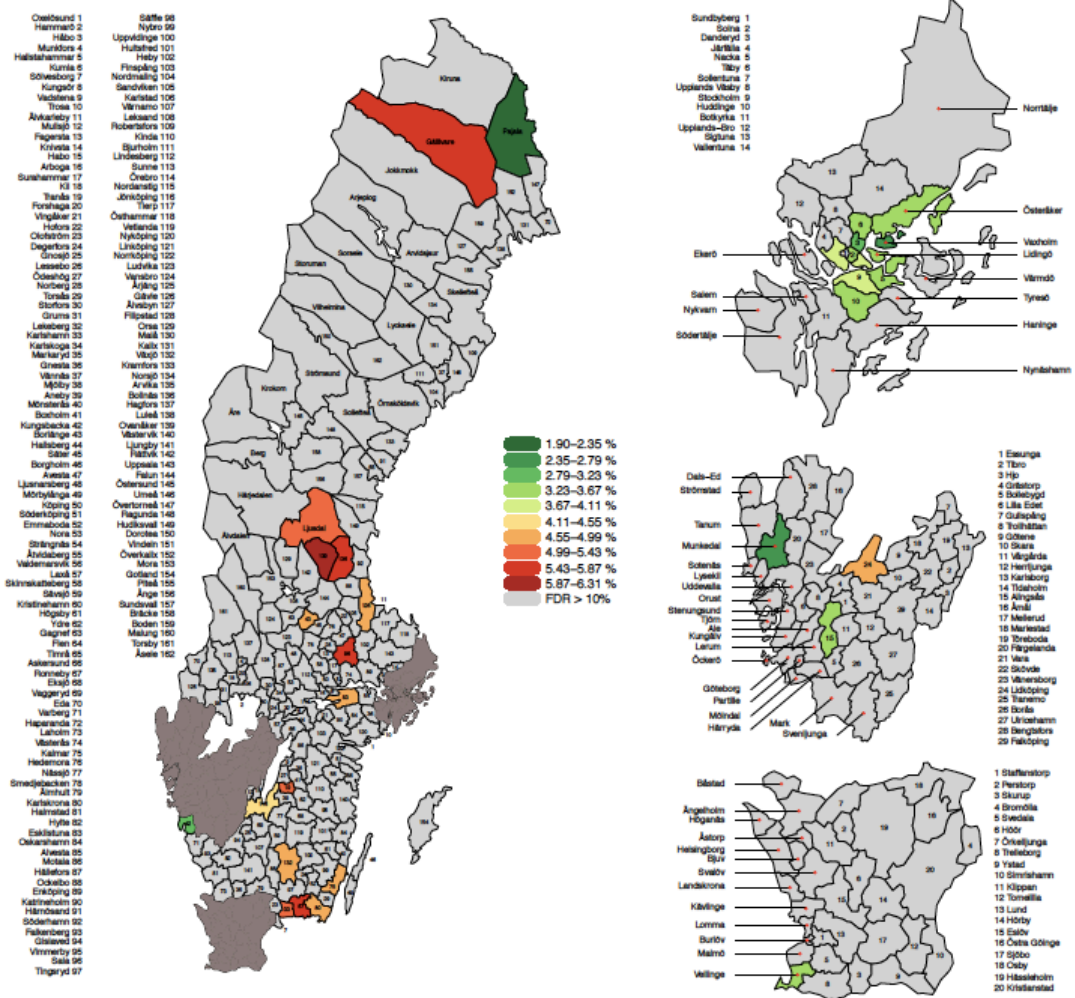 Oxelösund 1
Hammarö 2
Håbo 3
Munkfors 4
Hallstahammar 5
Kumla 6
Sölvesborg 7
Kungsör 8
Vadstena 9
Trosa 10
Älvkarleby 11
Mullsjö 12
Fagersta 13
Knivsta 14
Habo 15
Arboga 16
Surahammar 17
Kil 18
Tranås 19
Forshaga 20
Vingåker 21
Hofors 22
Olofström 23
Degerfors 24
Gnosjö 25
Lessebo 26
Ödeshög 27
Norberg 28
Torsås 29
Storfors 30
Grums 31
Lekeberg 32
Karlshamn 33
Karlskoga 34
Markaryd 35
Gnesta 36
Vännäs 37
Mjölby 38
Aneby 39
Mönsterås 40
Boxholm 41
Kungsbacka 42
Borlänge 43
Hallsberg 44
Säter 45
Borgholm 46
Avesta 47
Ljusnarsberg 48
Mörbylånga 49
Köping 50
Söderköping 51
Emmaboda 52
Nora 53
Strängnäs 54
Åtvidaberg 55
Valdemarsvik 56
Laxå 57
Skinnskatteberg 58
Sävsjö 59
Kristinehamn 60
Högsby 61
Ydre 62
Gagnef 63
Flen 64
Timrå 65
Askersund 66
Ronneby 67
Eksjö 68
Vaggeryd 69
Eda 70
Varberg 71
Haparanda 72
Laholm 73
Västerås 74
Kalmar 75
Hedemora 76
Nässjö 77
Smedjebacken 78
Älmhult 79
Karlskrona 80
Halmstad 81
Hylte 82
Eskilstuna 83
Oskarshamn 84
Alvesta 85
Motala 86
Hällefors 87
Ockelbo 88
Enköping 89
Katrineholm 90
Härnösand 91
Söderhamn 92
Falkenberg 93
Gislaved 94
Vimmerby 95
Sala 96
Tingsryd 97
Säffle 98
Nybro 99
Uppvidinge 100
Hultsfred 101
Heby 102
Finspång 103
Nordmaling 104
Sandviken 105
Karlstad 106
Värnamo 107
Leksand 108
Robertsfors 109
Kinda 110
Bjurholm 111
Lindesberg 112
Sunne 113
Örebro 114
Nordanstig 115
Jönköping 116
Tierp 117
Östhammar 118
Vetlanda 119
Nyköping 120
Linköping 121
Norrköping 122
Ludvika 123
Vansbro 124
Årjäng 125
Gävle 126
Älvsbyn 127
Filipstad 128
Orsa 129
Malå 130
Kalix 131
Växjö 132
Kramfors 133
Norsjö 134
Arvika 135
Bollnäs 136
Hagfors 137
Luleå 138
Ovanåker 139
Västervik 140
Ljungby 141
Rättvik 142
Uppsala 143
Falun 144
Östersund 145
Umeå 146
Övertorneå 147
Ragunda 148
Hudiksvall 149
Dorotea 150
Vindeln 151
Överkalix 152
Mora 153
Gotland 154
Piteå 155
Ånge 156
Sundsvall 157
Bräcke 158
Boden 159
Malung 160
Torsby 161
Åsele 162
Kiruna
Pajala
Gällivare
Jokkmokk
Arjeplog
Arvidsjaur
Sorsele
Storuman
Skellefteå
Vilhelmina
Lycksele
Strömsund
Krokom
Åre
Sollefteå
Örnsköldsvik
Berg
Härjedalen
Ljusdal
Älvdalen
1.90–2.35 %
2.35–2.79 %
2.79–3.23 %
3.23–3.67 %
3.67–4.11 %
4.11–4.55 %
4.55–4.99 %
4.99–5.43 %
5.43–5.87 %
5.87–6.31 %
FDR > 10%
Sundbyberg 1
Solna 2
Danderyd 3
Järfälla 4
Nacka 5
Täby 6
Sollentuna 7
Upplands Väsby 8
Stockholm 9
Huddinge 10
Botkyrka 11
Upplands–Bro 12
Sigtuna 13
Vallentuna 14
Norrtälje
Österåker
Vaxholm
Lidingö
Värmdö
Tyresö
Haninge
Nynäshamn
Ekerö
Salem
Nykvarn
Södertälje
Dals–Ed
Strömstad
Tanum
Munkedal
Sotenäs
Lysekil
Uddevalla
Orust
Stenungsund
Tjörn
Ale
Kungälv
Lerum
Öckerö
Göteborg
Partille
Mölndal
Härryda
Mark
Svenljunga
1 Essunga
2 Tibro
3 Hjo
4 Grästorp
5 Bollebygd
6 Lilla Edet
7 Gullspång
8 Trollhättan
9 Götene
10 Skara
11 Vårgårda
12 Herrljunga
13 Karlsborg
14 Tidaholm
15 Alingsås
16 Åmål
17 Mellerud
18 Mariestad
19 Töreboda
20 Färgelanda
21 Vara
22 Skövde
23 Vänersborg
24 Lidköping
25 Tranemo
26 Borås
27 Ulricehamn
28 Bengtsfors
29 Falköping
Båstad
Ängelholm
Höganäs
Åstorp
Helsingborg
Bjuv
Svalöv
Landskrona
Kävlinge
Lomma
Burlöv
Malmö
Vellinge
1 Staffanstorp
2 Perstorp
3 Skurup
4 Bromölla
5 Svedala
6 Höör
7 Örkelljunga
8 Trelleborg
9 Ystad
10 Simrishamn
11 Klippan
12 Tomelilla
13 Lund
14 Hörby
15 Eslöv
16 Östra Göinge
17 Sjöbo
18 Osby
19 Hässleholm
20 Kristianstad